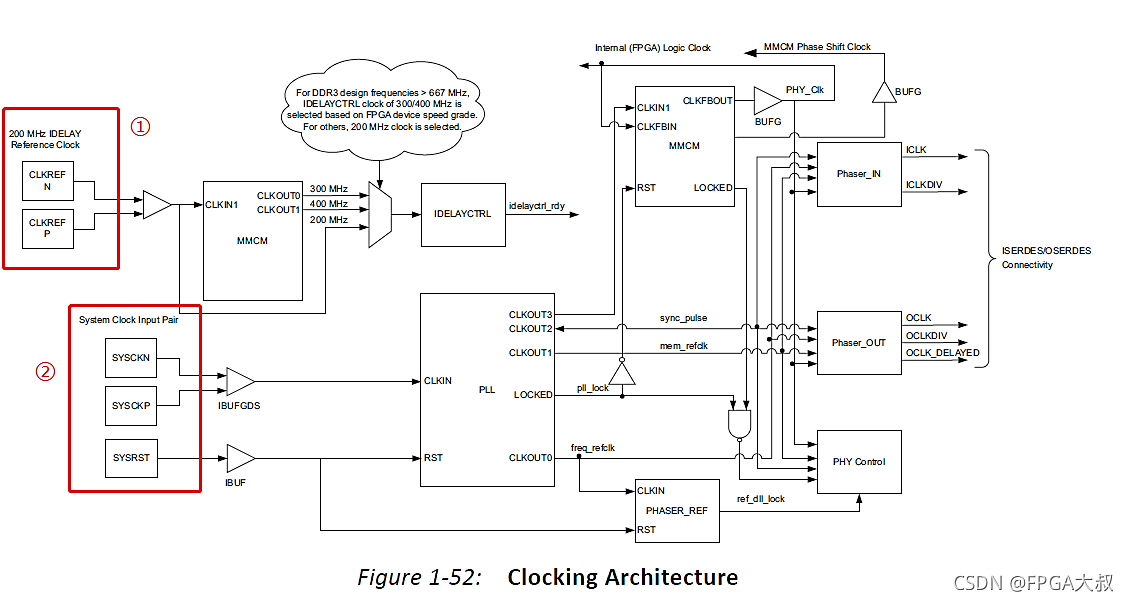 200 MHz IDELAY
Reference Clock
①
CLKREF
N
CLKREF
P
CLKIN1
CLKOUT0
CLKOUT1
MMCM
300 MHz
400 MHz
200 MHz
For DDR3 design frequencies > 667 MHz,
IDELAYCTRL clock of 300/400 MHz is
selected based on FPGA device speed grade.
For others, 200 MHz clock is selected.
IDELAYCTRL
idelayctrl_rdy
Internal (FPGA) Logic Clock
MMCM Phase Shift Clock
CLKIN1
CLKFBIN
CLKFBOUT
MMCM
RST
LOCKED
PHY_Clk
BUFG
BUFG
Phaser_IN
ICLK
ICLKDIV
ISERDES/OSERDES
Connectivity
System Clock Input Pair
②
SYSCKN
SYSCKP
SYSRST
IBUFGDS
IBUF
CLKIN
RST
PLL
CLKOUT3
CLKOUT2
CLKOUT1
LOCKED
CLKOUT0
sync_pulse
mem_refclk
pll_lock
freq_refclk
Phaser_OUT
OCLK
OCLKDIV
OCLK_DELAYED
PHY Control
CLKIN
PHASER_REF
RST
ref_dll_lock
Figure 1-52: Clocking Architecture
CSDN @FPGA大叔